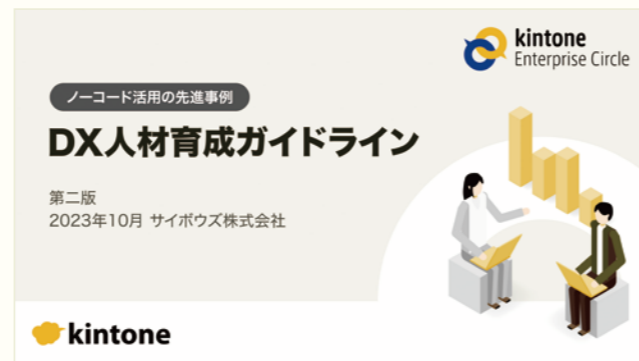 kintone
Enterprise Circle
ノーコード活用の先進事例
DX人材育成ガイドライン
第二版
2023年10月 サイボウズ株式会社
kintone